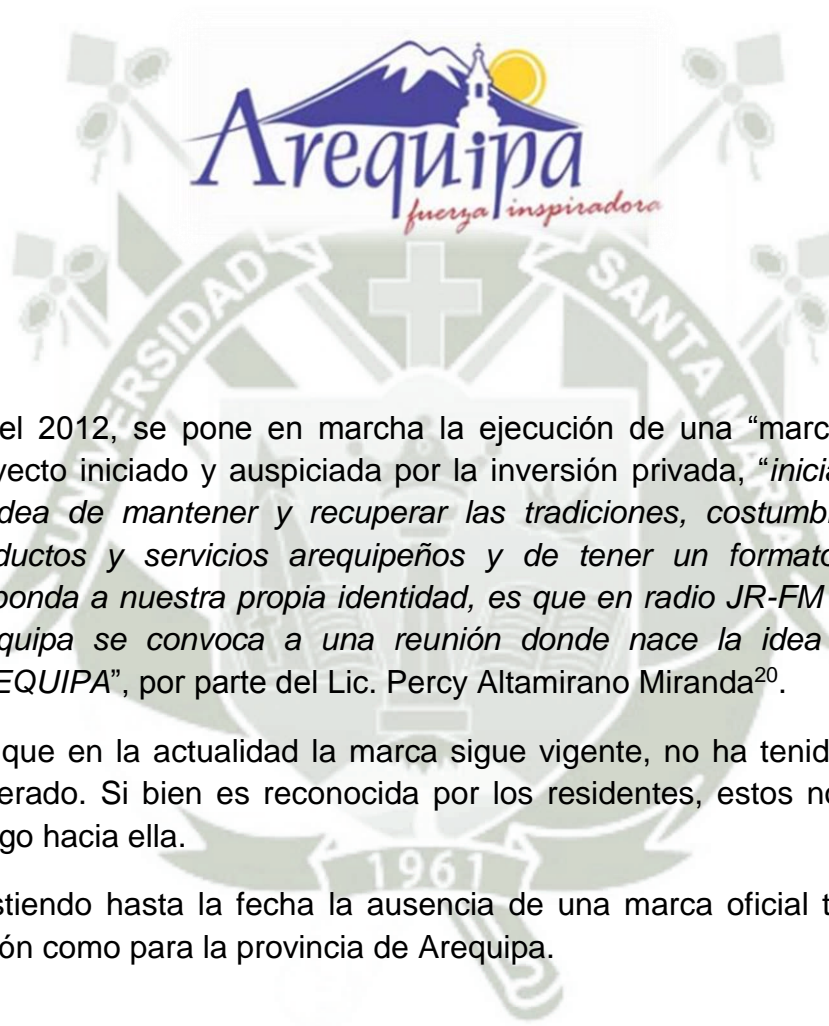 Arequipa
fuerza inspiradora
UNIVERSIDAD SANTA MARÍA
el 2012, se pone en marcha la ejecución de una “marc
yecto iniciado y auspiciada por la inversión privada, “inicia
idea de mantener y recuperar las tradiciones, costumb
ductos y servicios arequipeños y de tener un formato
ponda a nuestra propia identidad, es que en radio JR-FM
quipa se convoca a una reunión donde nace la idea
EQUIPA”, por parte del Lic. Percy Altamirano Miranda20.
que en la actualidad la marca sigue vigente, no ha tenid
erado. Si bien es reconocida por los residentes, estos no
go hacia ella.
1961
stiendo hasta la fecha la ausencia de una marca oficial t
ión como para la provincia de Arequipa.